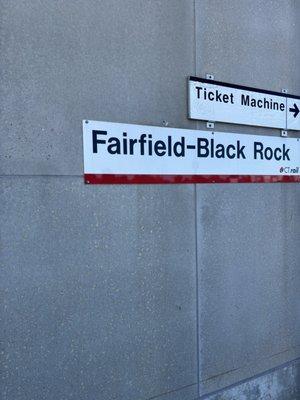 Ticket Machine →
Fairfield-Black Rock
CTrail